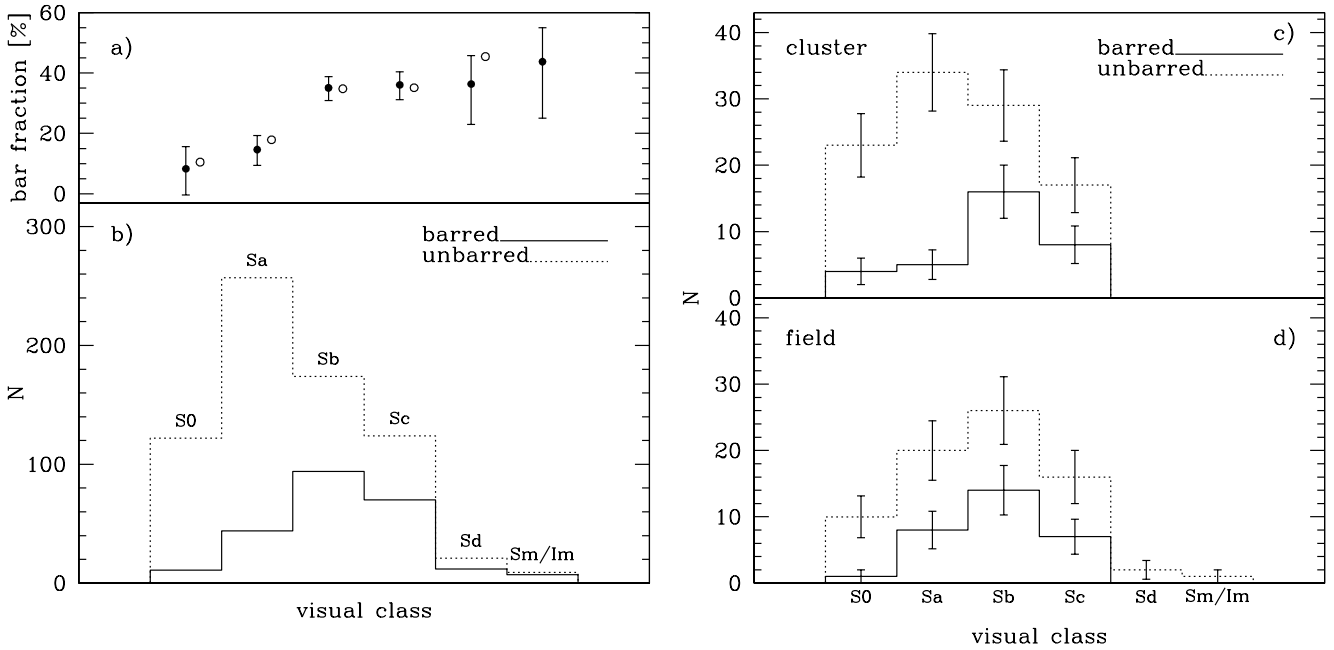 60
40
20
0
bar fraction [%]
a)
300
200
100
0
N
b)
barred
unbarred
S0
Sa
Sb
Sc
Sd
Sm/Im
visual class
40
30
20
10
0
cluster
c)
barred
unbarred
N
40
30
20
10
0
field
d)
S0
Sa
Sb
Sc
Sd
Sm/Im
visual class